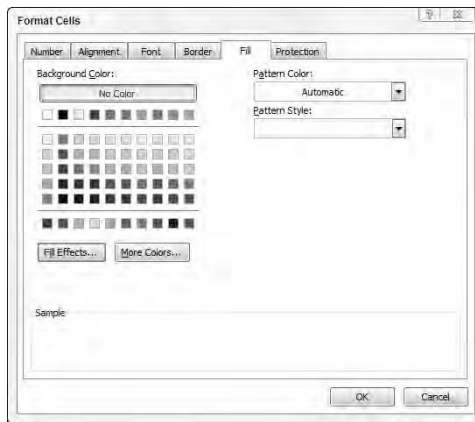 Format Cells
Number Alignment Font Border Fill Protection
Background Color:
No Color
Fill Effects... More Colors...
Pattern Color:
Automatic
Pattern Style:
Sample
OK Cancel